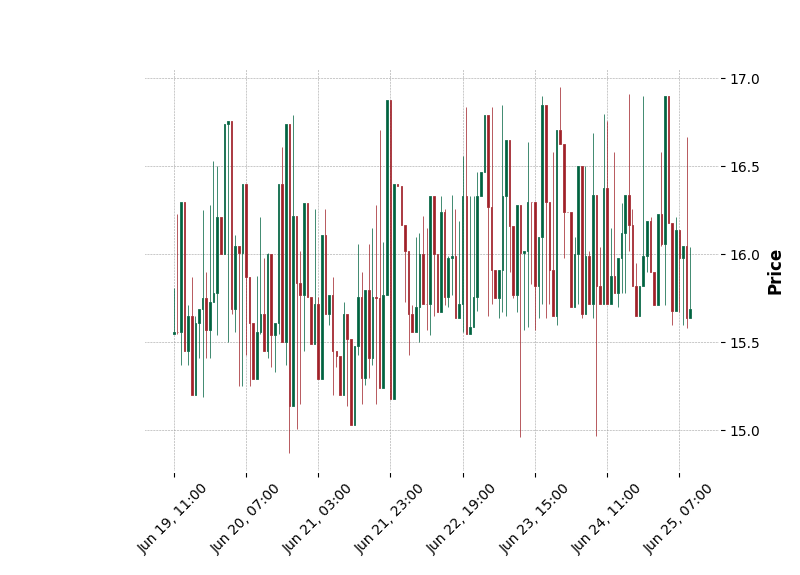 17.0
16.5
16.0
15.5
15.0
Price
Jun 19, 11:00
Jun 20, 07:00
Jun 21, 03:00
Jun 21, 23:00
Jun 22, 19:00
Jun 23, 15:00
Jun 24, 11:00
Jun 25, 07:00